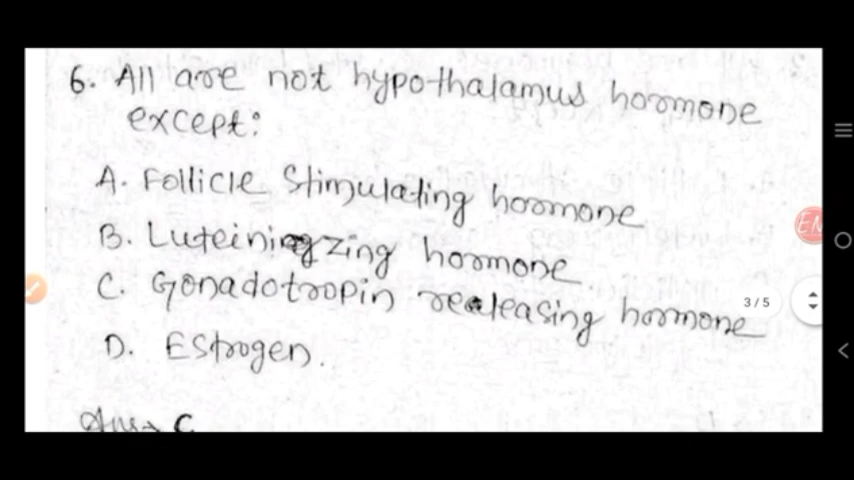 6. All are not hypothalamus hormone
except:
A. Follicle Stimulating hormone
B. Luteinizing hormone
C. Gonadotropin realeasing hormone
D. Estrogen.
Ans→ C
3/5
EN